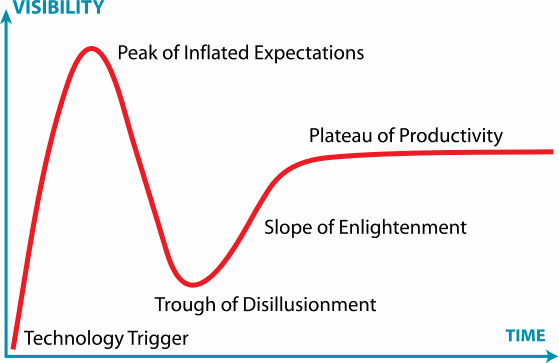 VISIBILITY
Peak of Inflated Expectations
Plateau of Productivity
Slope of Enlightenment
Trough of Disillusionment
Technology Trigger
TIME